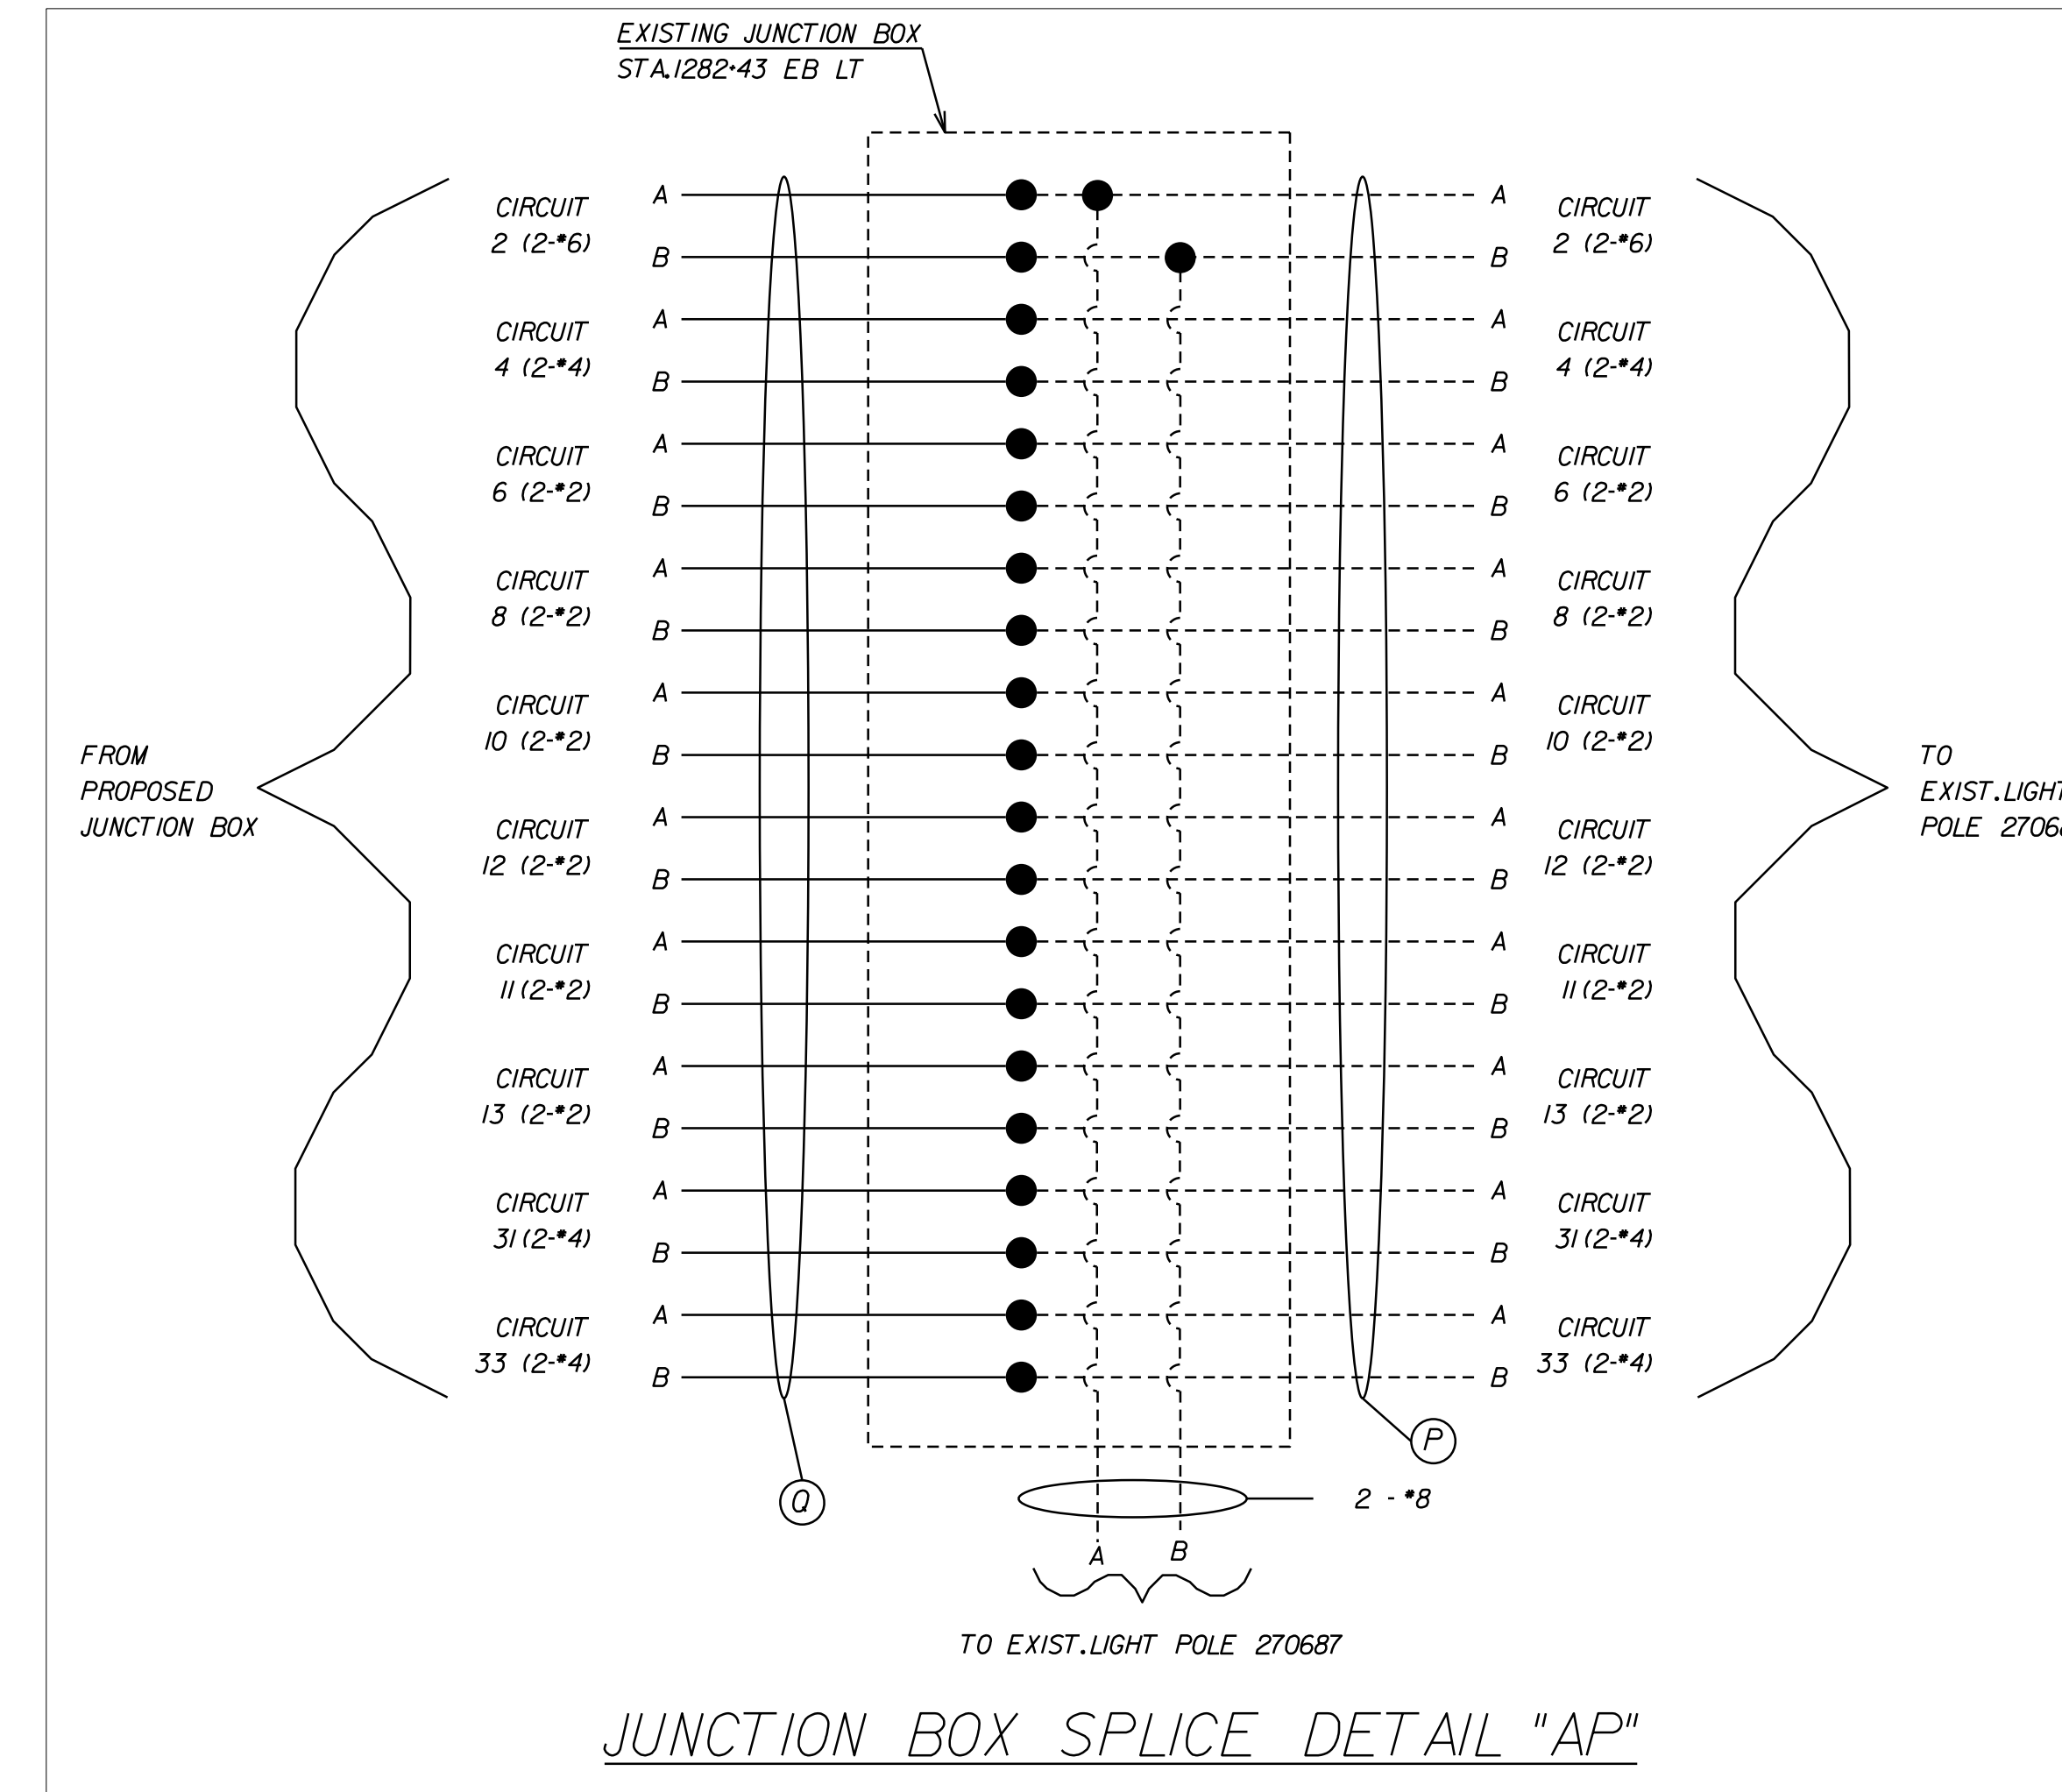 EXISTING JUNCTION BOX
STA.1282+43 EB LT
A
CIRCUIT
2 (2-#6)
B
A
CIRCUIT
4 (2-#4)
B
A
CIRCUIT
6 (2-#2)
B
A
CIRCUIT
8 (2-#2)
B
A
CIRCUIT
10 (2-#2)
B
A
CIRCUIT
12 (2-#2)
B
A
CIRCUIT
11 (2-#2)
B
A
CIRCUIT
13 (2-#2)
B
A
CIRCUIT
31 (2-#4)
B
A
CIRCUIT
33 (2-#4)
B
FROM
PROPOSED
JUNCTION BOX
A
CIRCUIT
2 (2-#6)
B
A
CIRCUIT
4 (2-#4)
B
A
CIRCUIT
6 (2-#2)
B
A
CIRCUIT
8 (2-#2)
B
A
CIRCUIT
10 (2-#2)
B
A
CIRCUIT
12 (2-#2)
B
A
CIRCUIT
11 (2-#2)
B
A
CIRCUIT
13 (2-#2)
B
A
CIRCUIT
31 (2-#4)
B
A
CIRCUIT
33 (2-#4)
B
TO
EXIST.LIGHT
POLE
P
Q
2 - #8
A B
TO EXIST.LIGHT POLE 270687
JUNCTION BOX SPLICE DETAIL "AP"